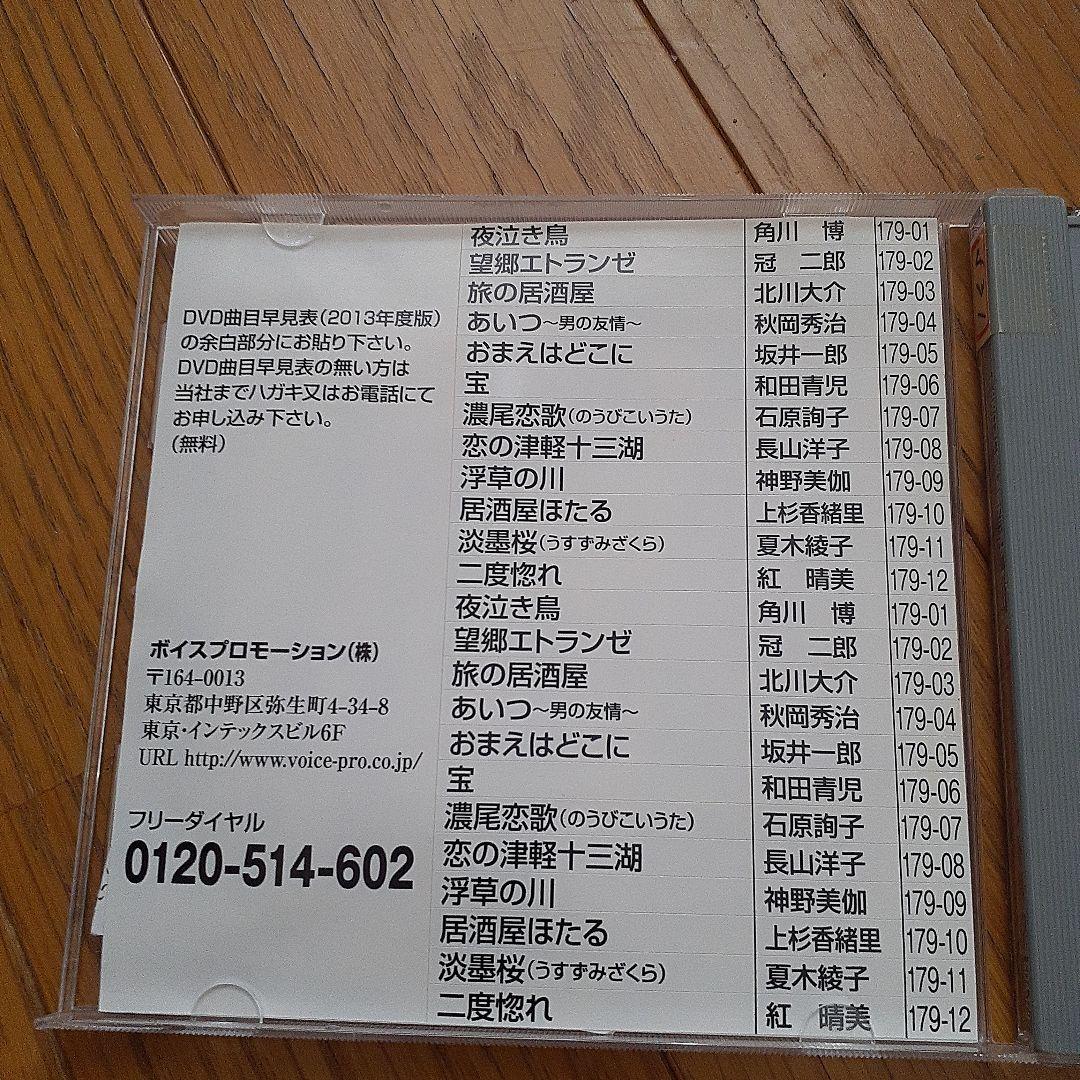 DVD曲目早見表(2013年度版)
の余白部分にお貼り下さい。
DVD曲目早見表の無い方は
当社までハガキ又はお電話にて
お申し込み下さい。
(無料)
ボイスプロモーション(株)
〒164-0013
東京都中野区弥生町4-34-8
東京・インテックスビル6F
URL http://www.voice-pro.co.jp/
フリーダイヤル
0120-514-602
夜泣き鳥 角川 博 179-01
望郷エトランゼ 冠 二郎 179-02
旅の居酒屋 北川大介 179-03
あいつ〜男の友情〜 秋岡秀治 179-04
おまえはどこに 坂井一郎 179-05
宝 和田青児 179-06
濃尾恋歌(のうびこいうた) 石原詢子 179-07
恋の津軽十三湖 長山洋子 179-08
浮草の川 神野美伽 179-09
居酒屋ほたる 上杉香緒里 179-10
淡墨桜(うすずみざくら) 夏木綾子 179-11
二度惚れ 紅 晴美 179-12
夜泣き鳥 角川 博 179-01
望郷エトランゼ 冠 二郎 179-02
旅の居酒屋 北川大介 179-03
あいつ〜男の友情〜 秋岡秀治 179-04
おまえはどこに 坂井一郎 179-05
宝 和田青児 179-06
濃尾恋歌(のうびこいうた) 石原詢子 179-07
恋の津軽十三湖 長山洋子 179-08
浮草の川 神野美伽 179-09
居酒屋ほたる 上杉香緒里 179-10
淡墨桜(うすずみざくら) 夏木綾子 179-11
二度惚れ 紅 晴美 179-12